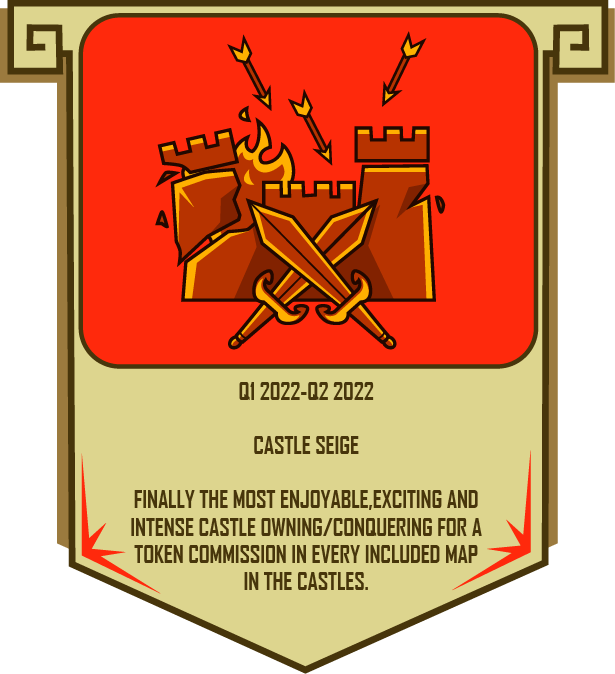 Q1 2022-Q2 2022
CASTLE SEIGE
FINALLY THE MOST ENJOYABLE,EXCITING AND
INTENSE CASTLE OWNING/CONQUERING FOR A
TOKEN COMMISSION IN EVERY INCLUDED MAP
IN THE CASTLES.